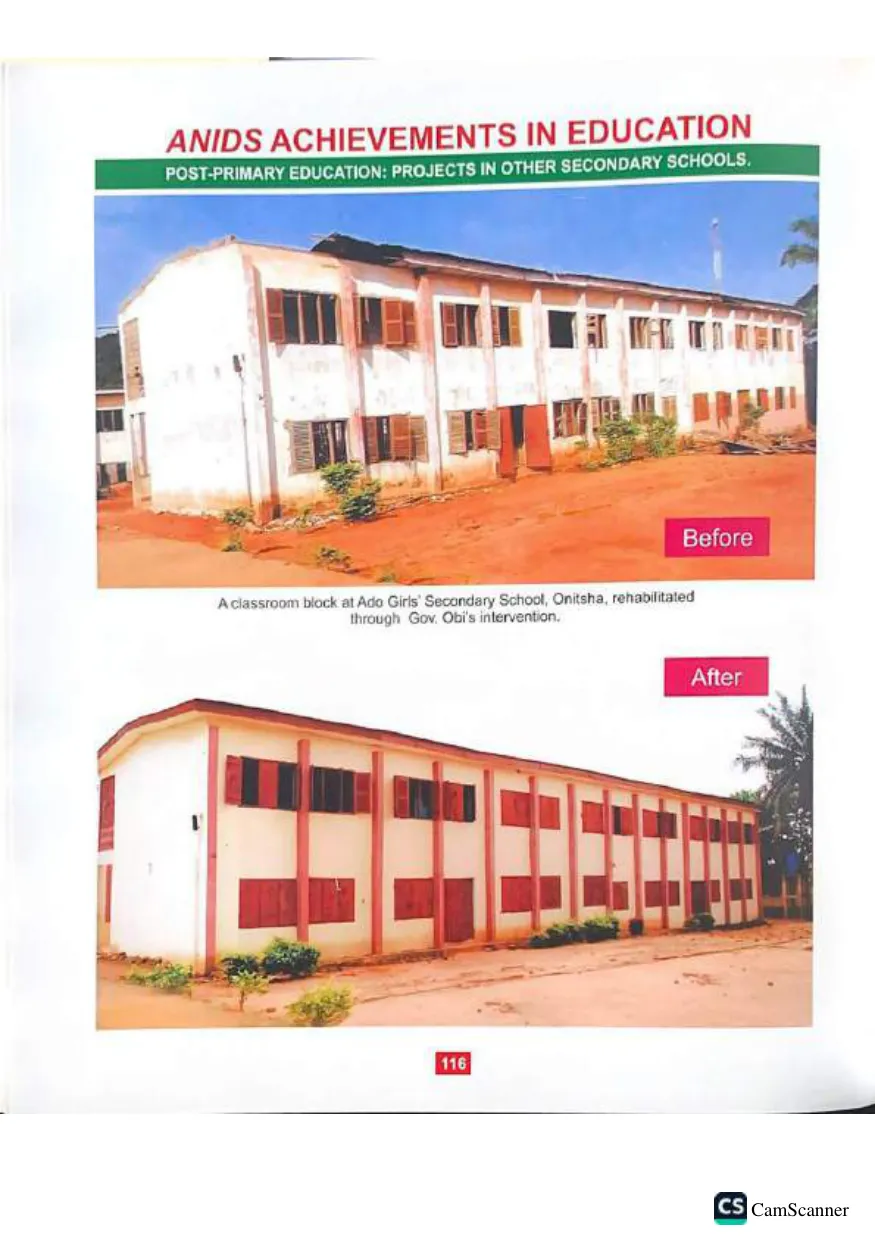 ANIDS ACHIEVEMENTS IN EDUCATION
POST-PRIMARY EDUCATION: PROJECTS IN OTHER SECONDARY SCHOOLS.
Before
A classroom block at Ado Girls' Secondary School, Onitsha, rehabilitated
through Gov. Obi's intervention.
After
116
CS CamScanner